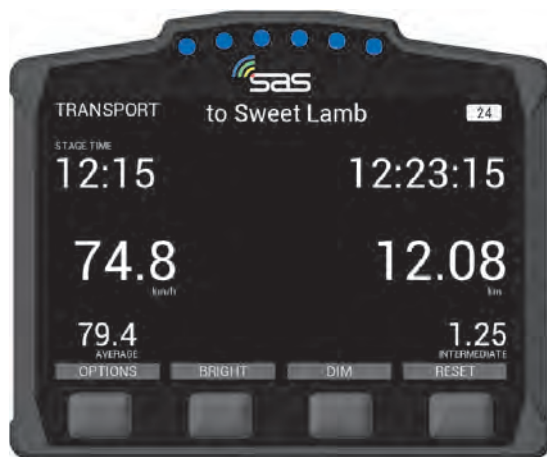 sas
TRANSPORT to Sweet Lamb 24
STAGE TIME
12:15 12:23:15
74.8 12.08
km/h km
79.4 1.25
AVERAGE INTERMEDIATE
OPTIONS BRIGHT DIM RESET